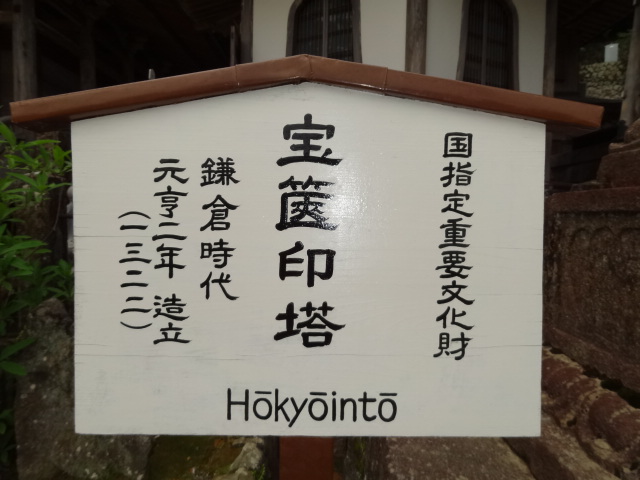 国指定重要文化財
宝篋印塔
鎌倉時代
元亨二年 造立
(一三二二)
Hōkyōintō